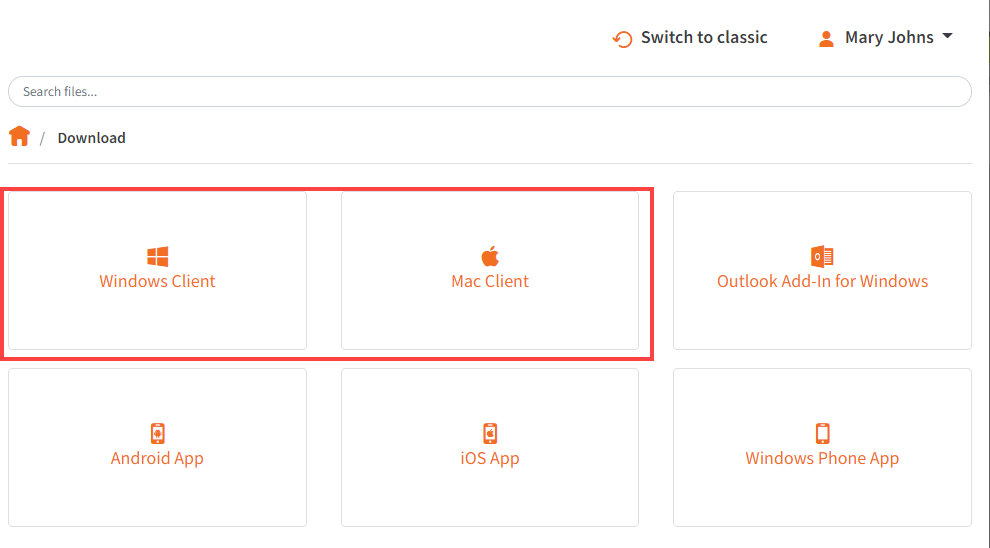 Switch to classic
Mary Johns
Search files...
/ Download
Windows Client
Mac Client
Outlook Add-In for Windows
Android App
iOS App
Windows Phone App